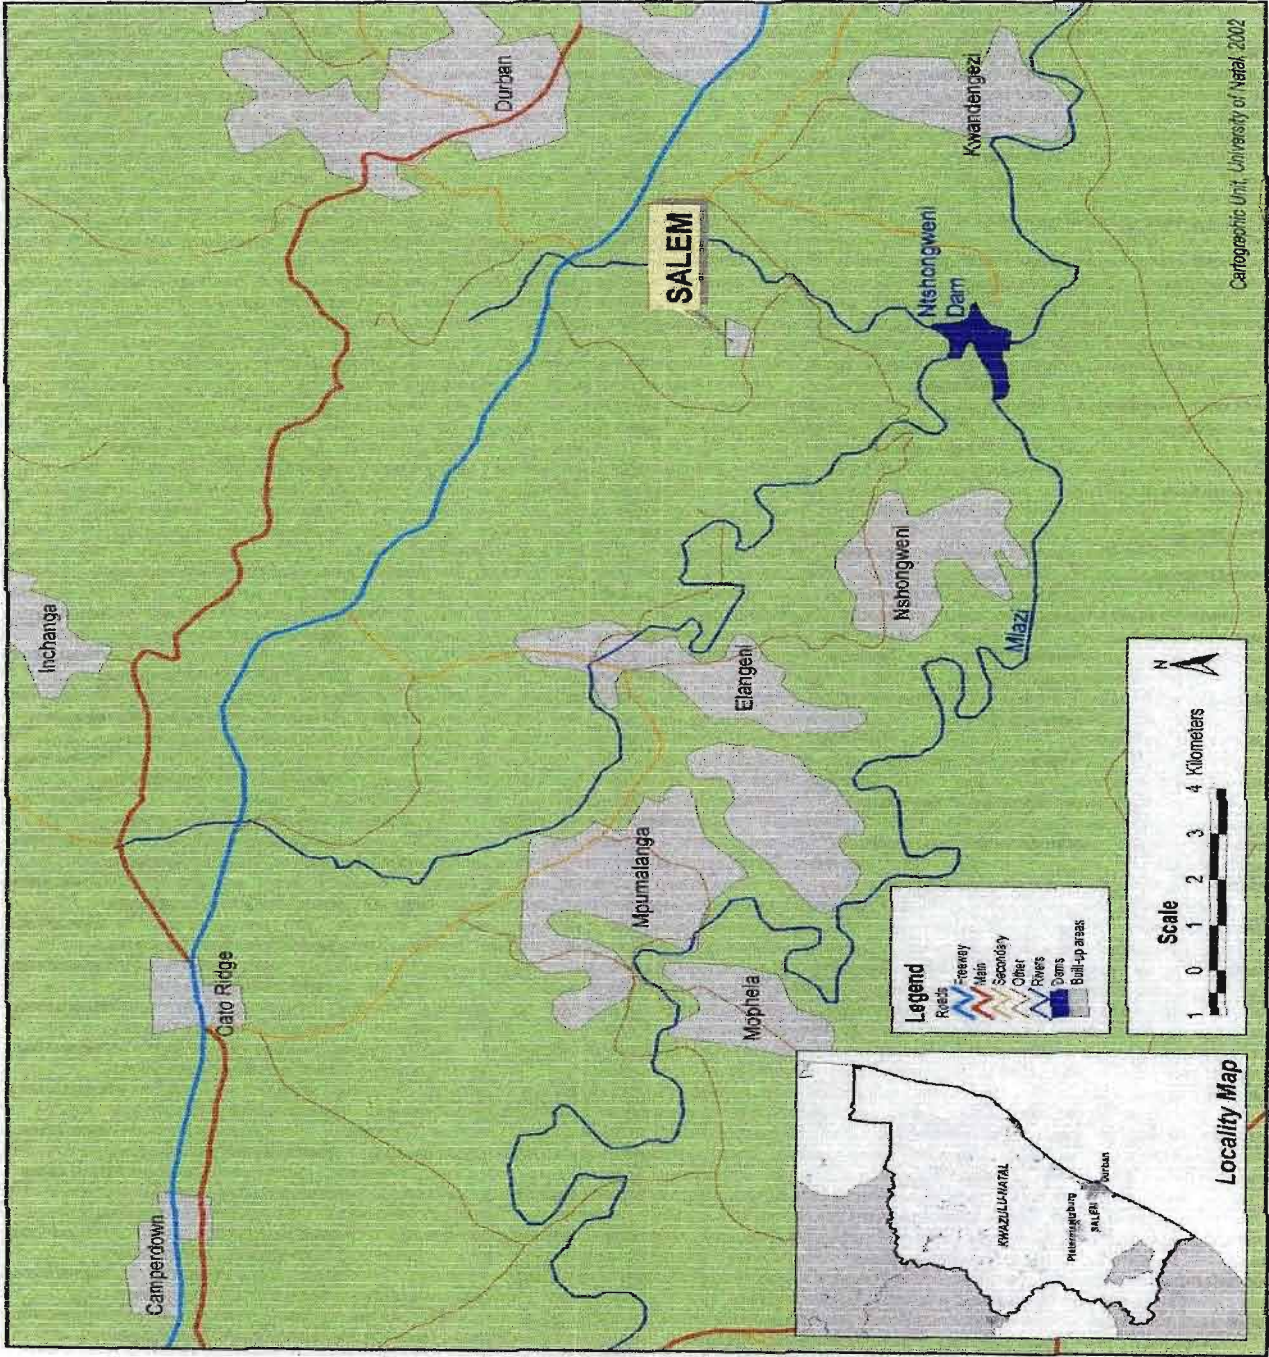 Inchanga
Camperdown
Cato Ridge
Durban
Mpumalanga
SALEM
Elangeni
Mophela
Nshongweni
Ntshongweni
Dam
Kwandengezi
Mlazi
Legend
Roads
Freeway
Main
Secondary
Other
Rivers
Dams
Built-up areas
Scale
1 0 1 2 3 4 Kilometers
N
KWAZULU-NATAL
Pietermaritzburg
SALEM
Durban
Locality Map
Cartographic Unit, University of Natal, 2002